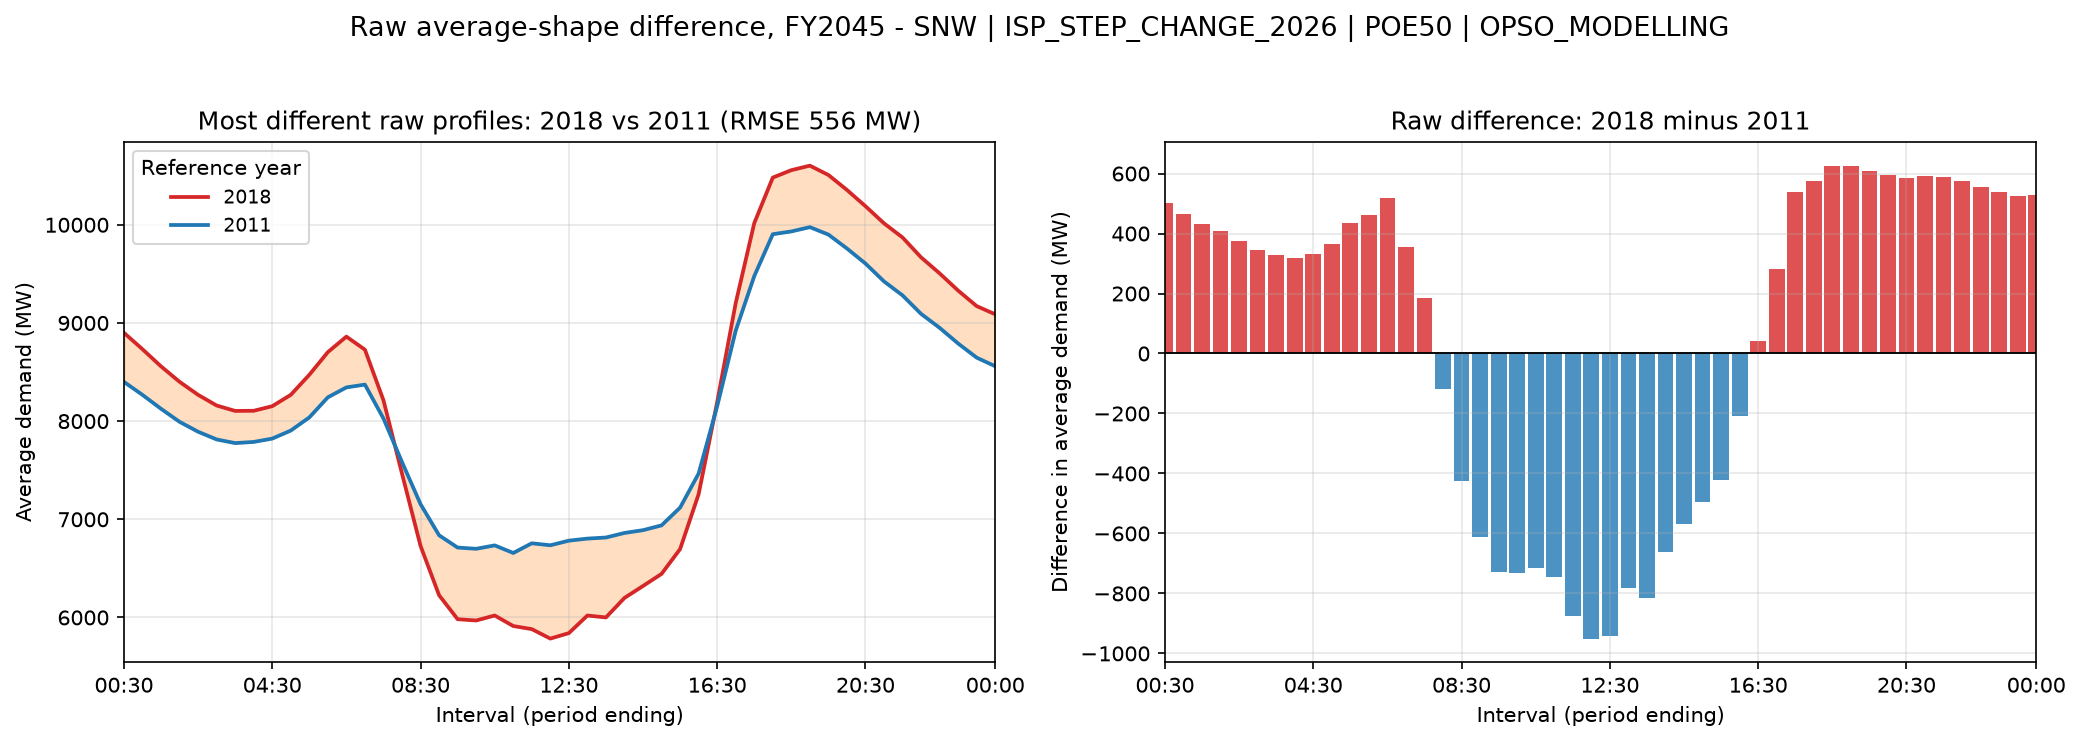 Raw average-shape difference, FY2045 - SNW | ISP_STEP_CHANGE_2026 | POE50 | OPSO_MODELLING
Most different raw profiles: 2018 vs 2011 (RMSE 556 MW)
Reference year
2018
2011
Average demand (MW)
10000
9000
8000
7000
6000
00:30 04:30 08:30 12:30 16:30 20:30 00:00
Interval (period ending)
Raw difference: 2018 minus 2011
Difference in average demand (MW)
600
400
200
0
−200
−400
−600
−800
−1000
00:30 04:30 08:30 12:30 16:30 20:30 00:00
Interval (period ending)